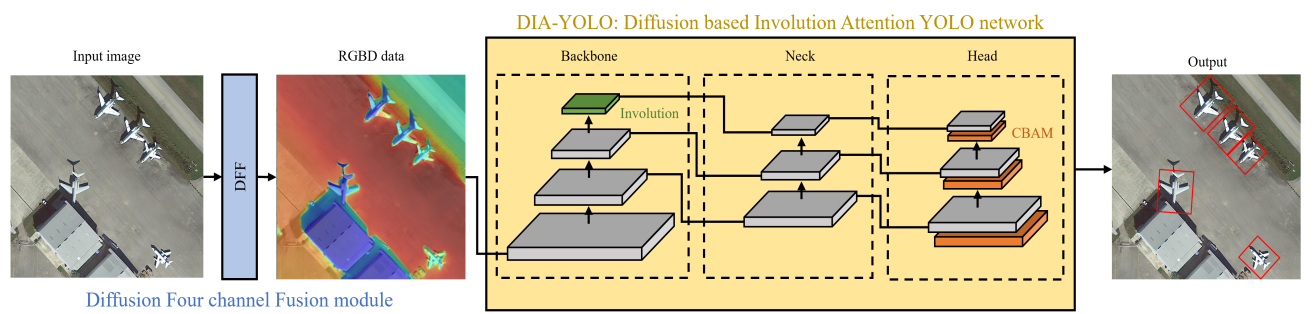 DIA-YOLO: Diffusion based Involution Attention YOLO network
Input image
RGBD data
Backbone
Neck
Head
Output
Involution
CBAM
DFF
Diffusion Four channel Fusion module